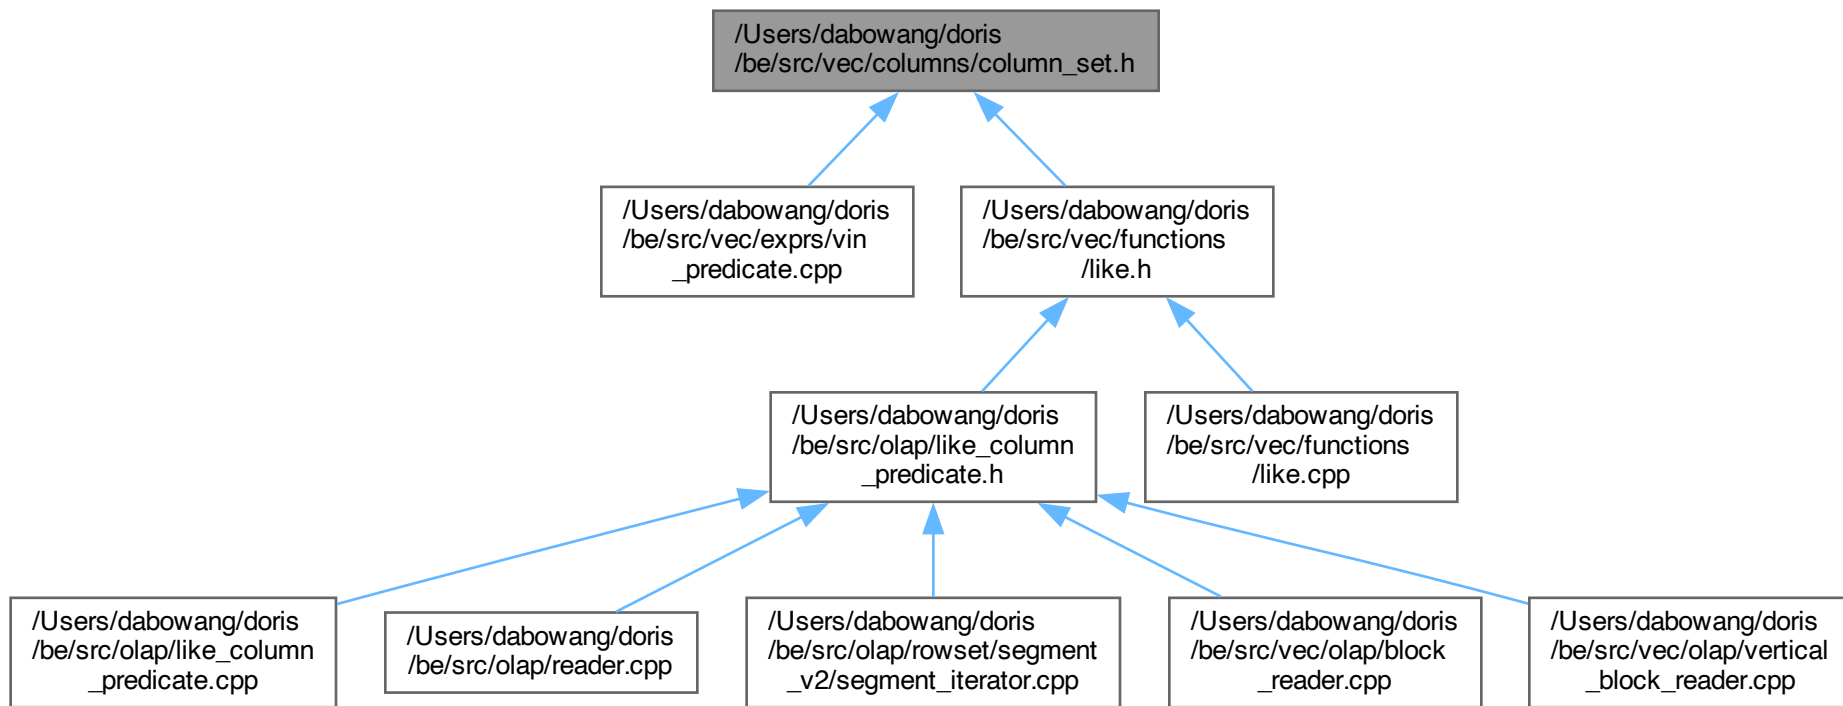 /Users/dabowang/doris
/be/src/vec/columns/column_set.h
/Users/dabowang/doris
/be/src/vec/exprs/vin
_predicate.cpp
/Users/dabowang/doris
/be/src/vec/functions
/like.h
/Users/dabowang/doris
/be/src/olap/like_column
_predicate.h
/Users/dabowang/doris
/be/src/vec/functions
/like.cpp
/Users/dabowang/doris
/be/src/olap/like_column
_predicate.cpp
/Users/dabowang/doris
/be/src/olap/reader.cpp
/Users/dabowang/doris
/be/src/olap/rowset/segment
_v2/segment_iterator.cpp
/Users/dabowang/doris
/be/src/vec/olap/block
_reader.cpp
/Users/dabowang/doris
/be/src/vec/olap/vertical
_block_reader.cpp